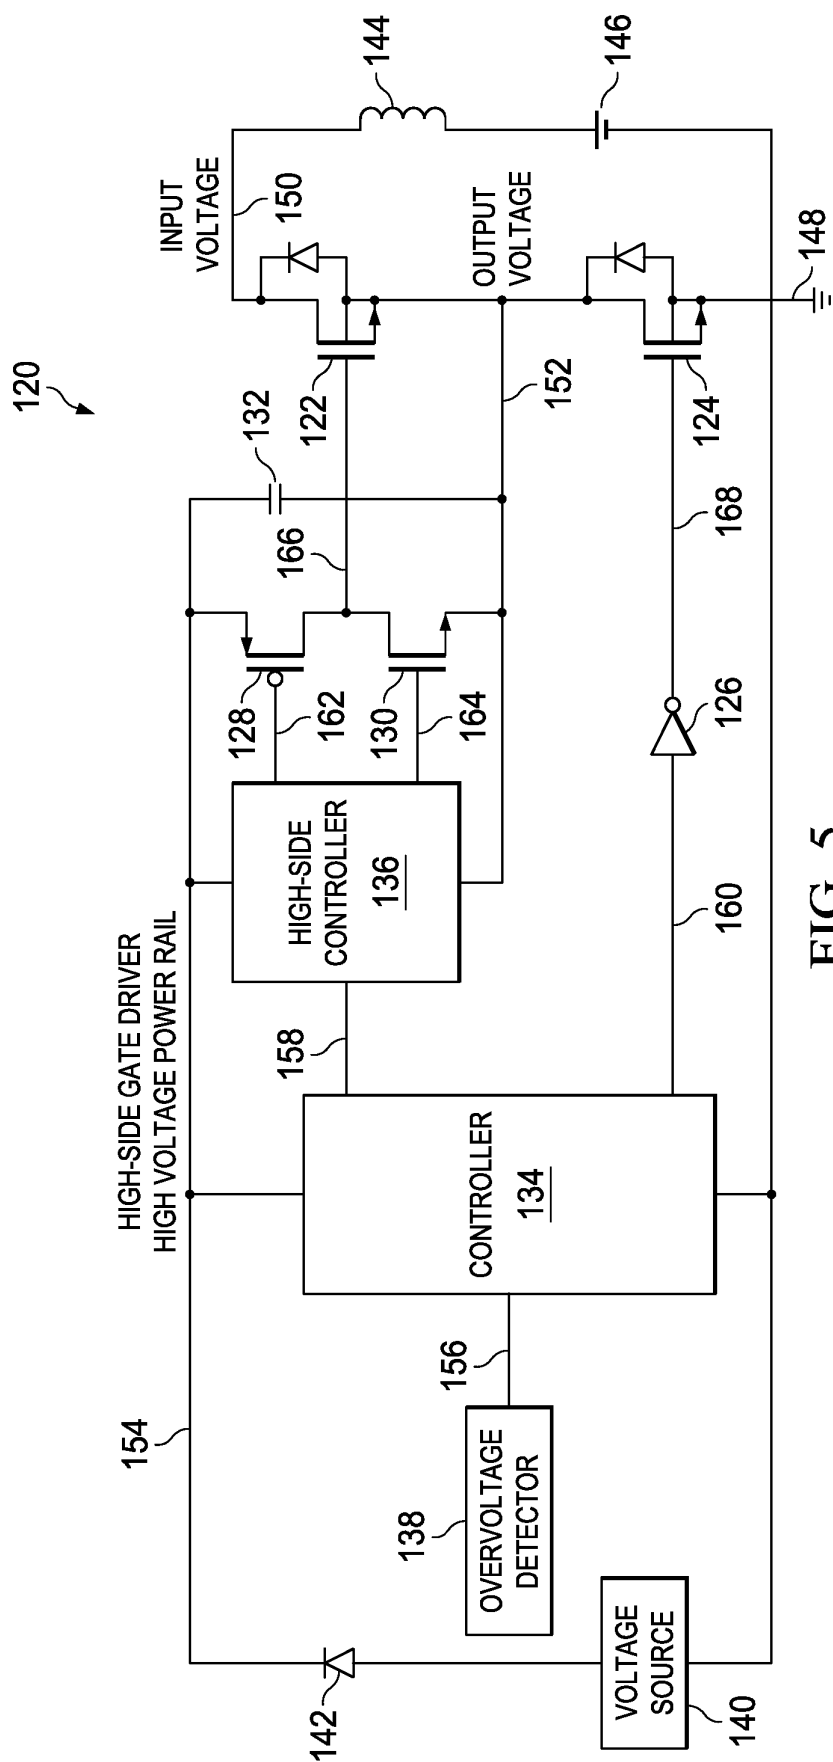 120
INPUT
VOLTAGE
150
144
146
132
122
OUTPUT
VOLTAGE
152
124
148
166
168
128
162
130
164
126
HIGH-SIDE
CONTROLLER
136
160
HIGH-SIDE GATE DRIVER
HIGH VOLTAGE POWER RAIL
158
CONTROLLER
134
154
156
OVERVOLTAGE
DETECTOR
138
142
VOLTAGE
SOURCE
140
FIG. 5